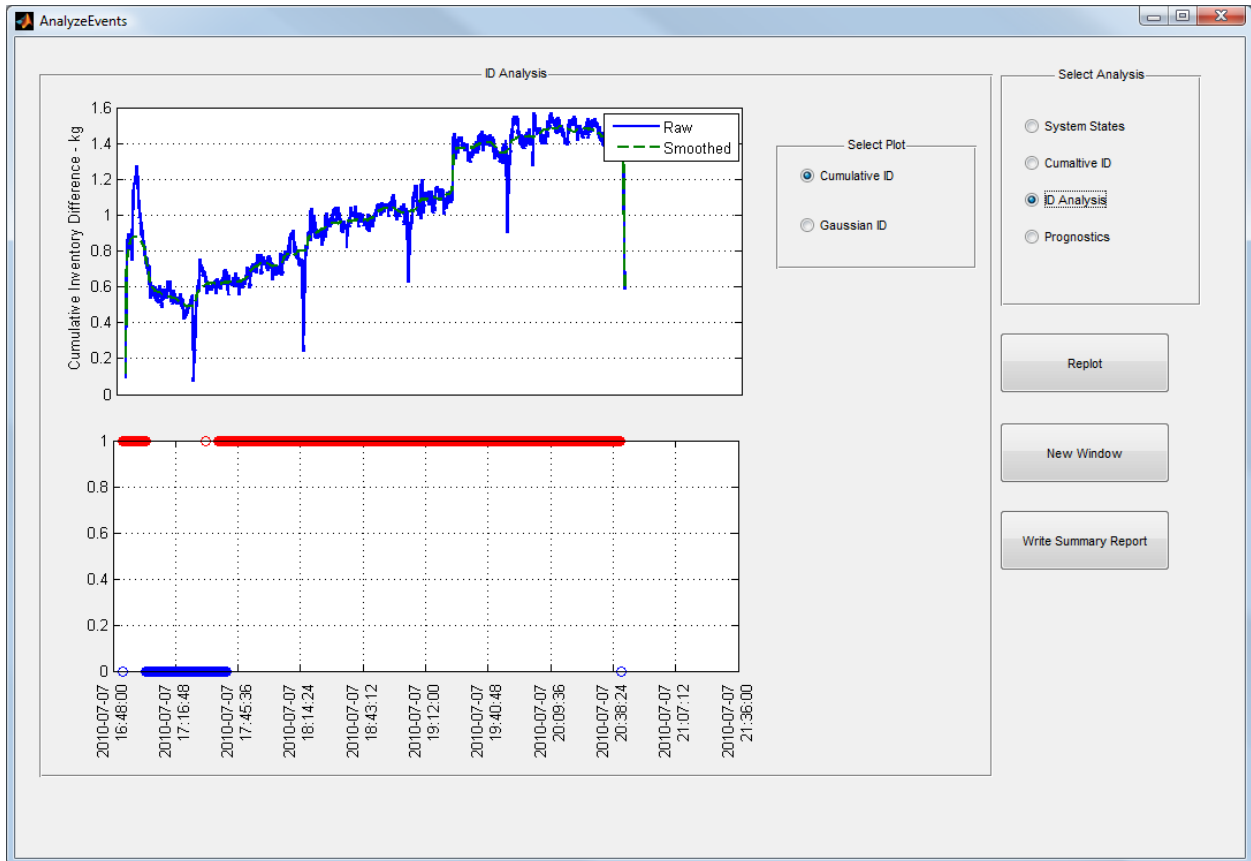 AnalyzeEvents
ID Analysis
Cumulative Inventory Difference - kg
1.6
1.4
1.2
1
0.8
0.6
0.4
0.2
0
Raw
Smoothed
1
0.8
0.6
0.4
0.2
0
2010-07-07
16:48:00
2010-07-07
17:16:48
2010-07-07
17:45:36
2010-07-07
18:14:24
2010-07-07
18:43:12
2010-07-07
19:12:00
2010-07-07
19:40:48
2010-07-07
20:09:36
2010-07-07
20:38:24
2010-07-07
21:07:12
2010-07-07
21:36:00
Select Plot
Cumulative ID
Gaussian ID
Select Analysis
System States
Cumaltive ID
ID Analysis
Prognostics
Replot
New Window
Write Summary Report